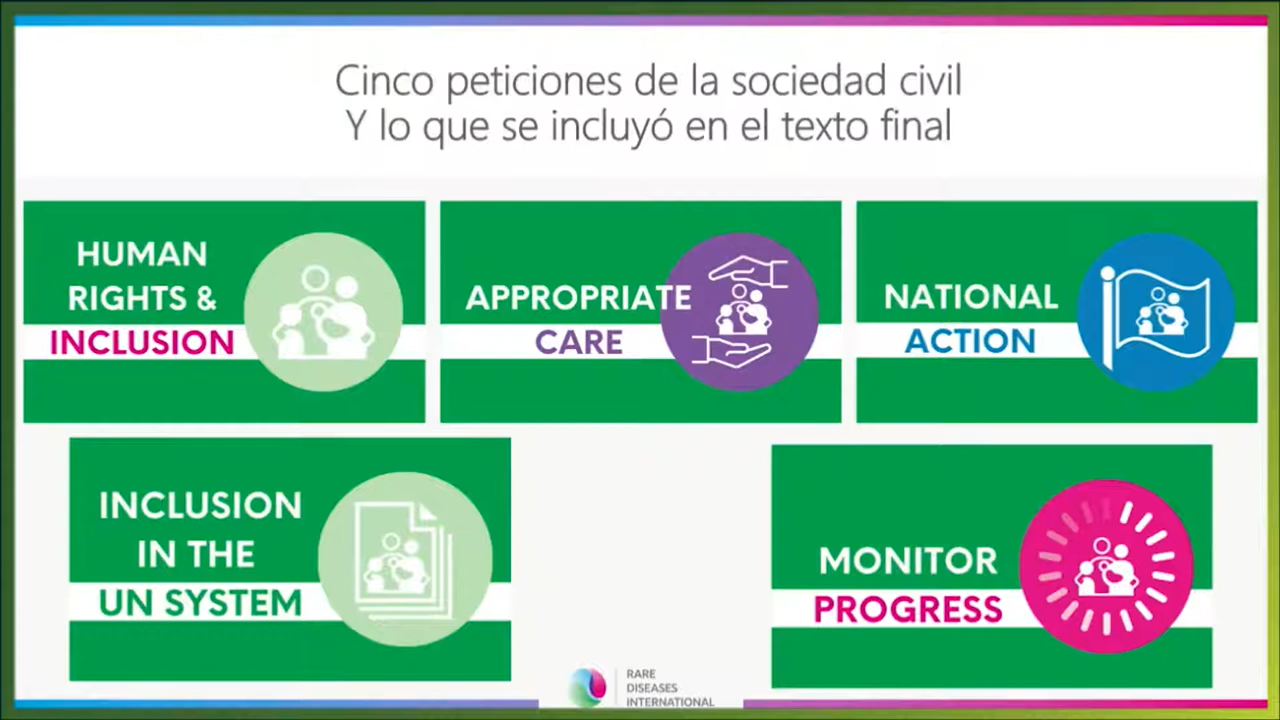 Cinco peticiones de la sociedad civil
Y lo que se incluyó en el texto final
HUMAN
RIGHTS &
INCLUSION
APPROPRIATE
CARE
NATIONAL
ACTION
INCLUSION
IN THE
UN SYSTEM
MONITOR
PROGRESS
RARE
DISEASES
INTERNATIONAL